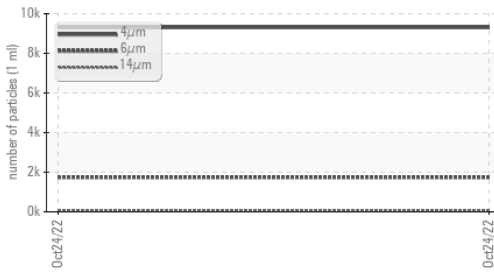 10k
4μm
6μm
14μm
8k
6k
4k
2k
0k
number of particles (1 ml)
Oct24/22
Oct24/22